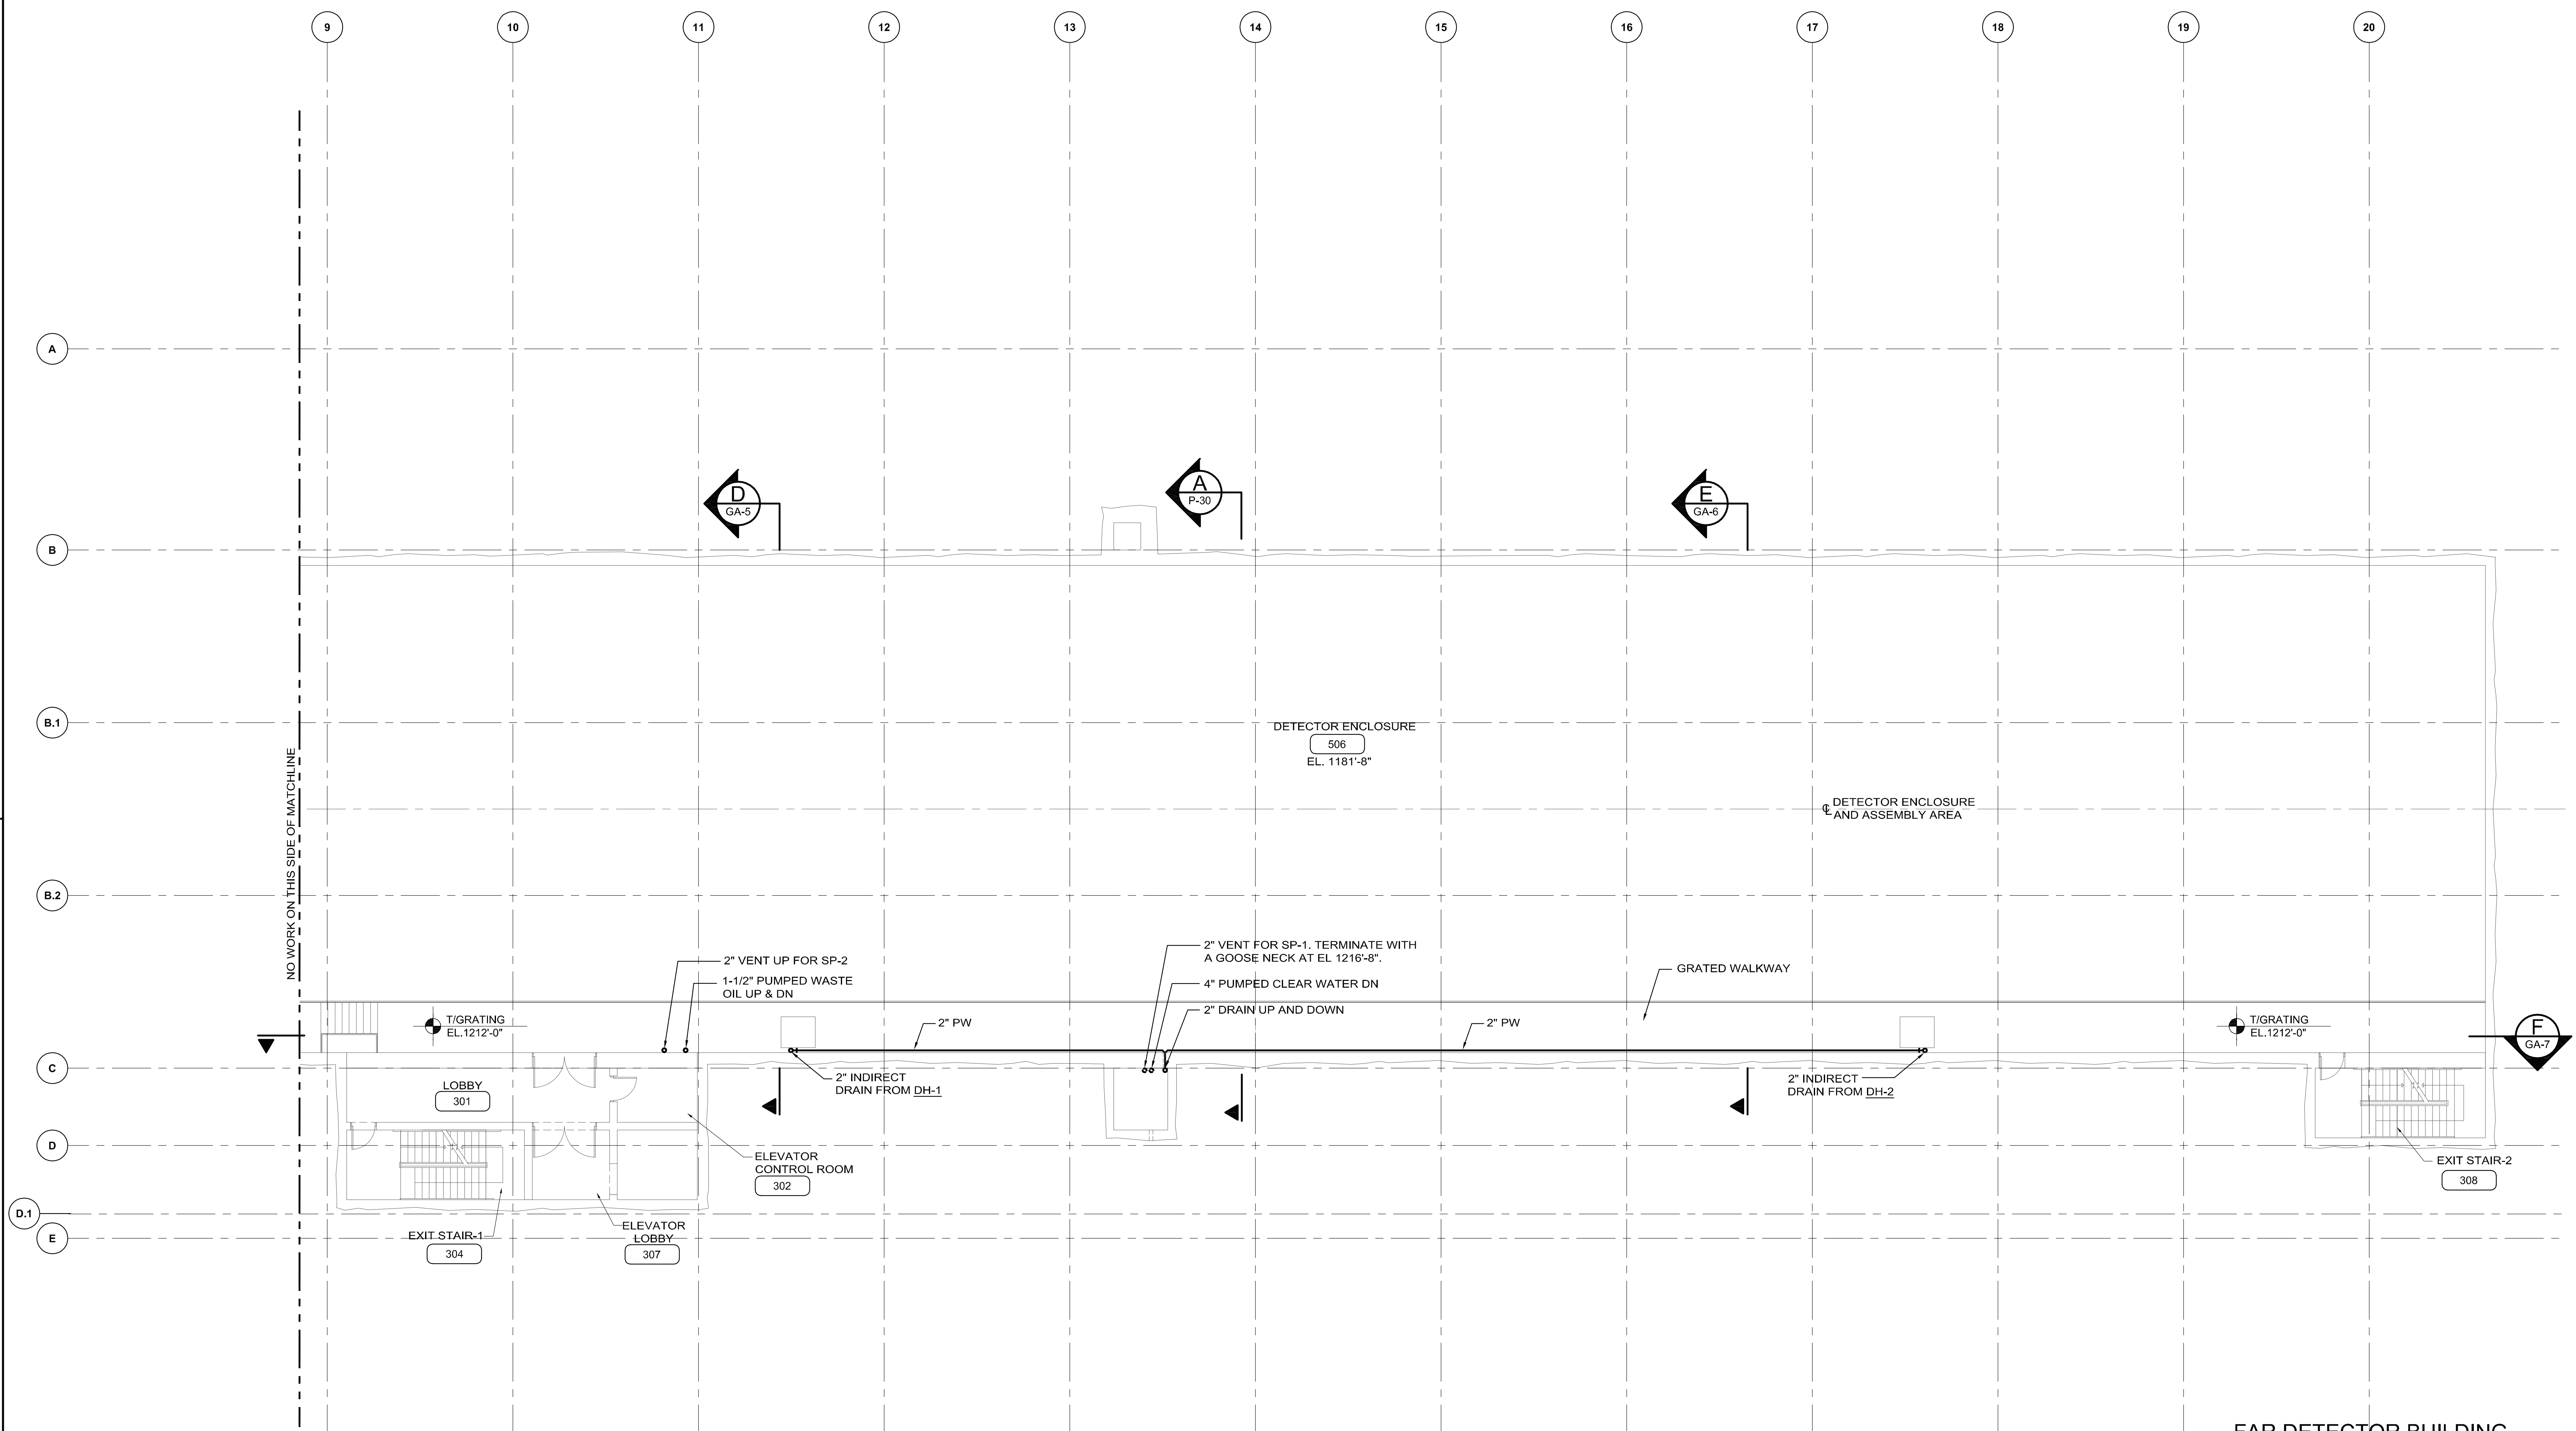 9 10 11 12 13 14 15 16 17 18 19 20
A
D
GA-5
A
P-30
E
GA-6
B
B.1
DETECTOR ENCLOSURE
506
EL. 1181'-8"
NO WORK ON THIS SIDE OF MATCHLINE
℄ DETECTOR ENCLOSURE
AND ASSEMBLY AREA
B.2
2" VENT UP FOR SP-2
1-1/2" PUMPED WASTE
OIL UP & DN
2" VENT FOR SP-1. TERMINATE WITH
A GOOSE NECK AT EL 1216'-8".
4" PUMPED CLEAR WATER DN
2" DRAIN UP AND DOWN
GRATED WALKWAY
T/GRATING
EL.1212'-0"
2" PW
2" PW
T/GRATING
EL.1212'-0"
F
GA-7
C
2" INDIRECT
DRAIN FROM DH-1
2" INDIRECT
DRAIN FROM DH-2
LOBBY
301
D
ELEVATOR
CONTROL ROOM
302
EXIT STAIR-2
308
D.1
E
EXIT STAIR-1
304
ELEVATOR
LOBBY
307
FAR DETECTOR BUILDING